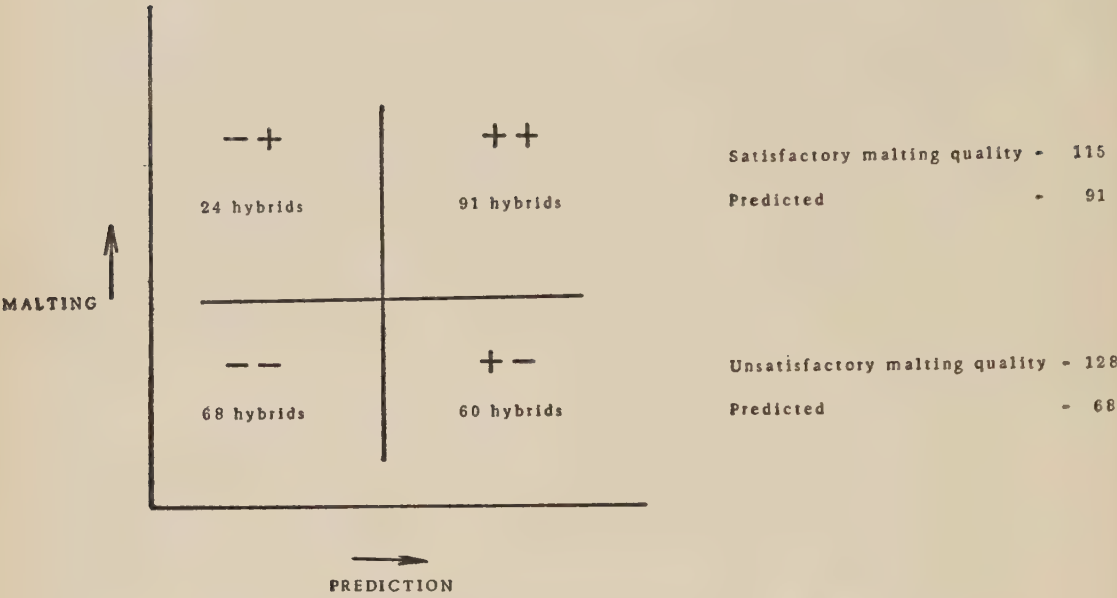 − + + +
Satisfactory malting quality - 115
24 hybrids 91 hybrids Predicted - 91
MALTING
− − + −
Unsatisfactory malting quality - 128
68 hybrids 60 hybrids Predicted - 68
PREDICTION